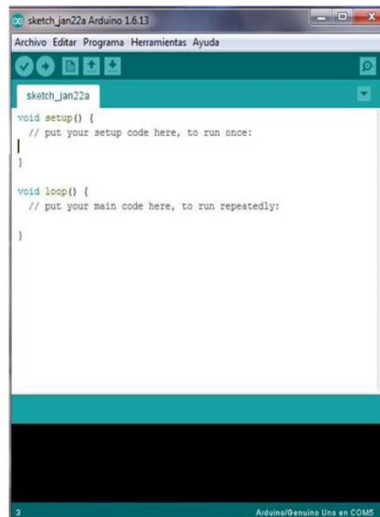 sketch_jan22a Arduino 1.6.13
Archivo Editar Programa Herramientas Ayuda
sketch_jan22a
void setup() {
// put your setup code here, to run once:
}
void loop() {
// put your main code here, to run repeatedly:
}
3 Arduino/Genuino Uno en COM5